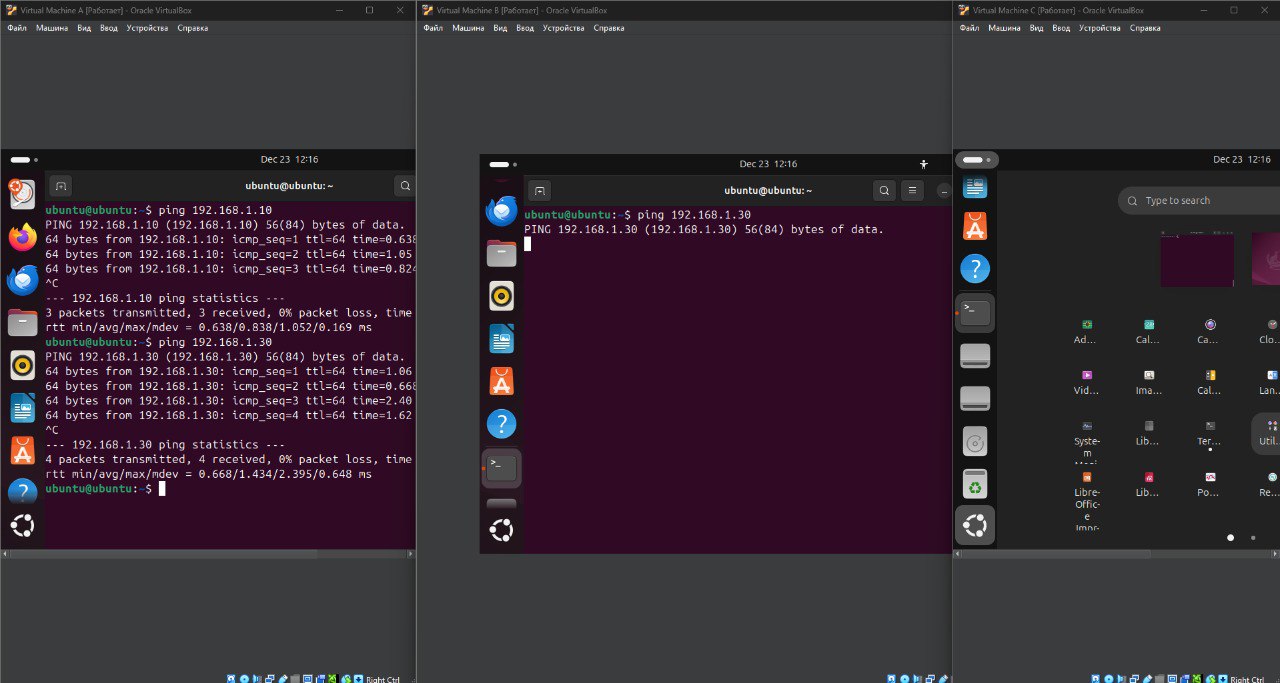 Virtual Machine A [Работает] - Oracle VirtualBox
Файл Машина Вид Ввод Устройства Справка
Dec 23 12:16
ubuntu@ubuntu: ~
ubuntu@ubuntu:~$ ping 192.168.1.10
PING 192.168.1.10 (192.168.1.10) 56(84) bytes of data.
64 bytes from 192.168.1.10: icmp_seq=1 ttl=64 time=0.638
64 bytes from 192.168.1.10: icmp_seq=2 ttl=64 time=1.05
64 bytes from 192.168.1.10: icmp_seq=3 ttl=64 time=0.824
^C
--- 192.168.1.10 ping statistics ---
3 packets transmitted, 3 received, 0% packet loss, time
rtt min/avg/max/mdev = 0.638/0.838/1.052/0.169 ms
ubuntu@ubuntu:~$ ping 192.168.1.30
PING 192.168.1.30 (192.168.1.30) 56(84) bytes of data.
64 bytes from 192.168.1.30: icmp_seq=1 ttl=64 time=1.06
64 bytes from 192.168.1.30: icmp_seq=2 ttl=64 time=0.668
64 bytes from 192.168.1.30: icmp_seq=3 ttl=64 time=2.40
64 bytes from 192.168.1.30: icmp_seq=4 ttl=64 time=1.62
^C
--- 192.168.1.30 ping statistics ---
4 packets transmitted, 4 received, 0% packet loss, time
rtt min/avg/max/mdev = 0.668/1.434/2.395/0.648 ms
ubuntu@ubuntu:~$
Right Ctrl
Virtual Machine B [Работает] - Oracle VirtualBox
Файл Машина Вид Ввод Устройства Справка
Dec 23 12:16
ubuntu@ubuntu: ~
ubuntu@ubuntu:~$ ping 192.168.1.30
PING 192.168.1.30 (192.168.1.30) 56(84) bytes of data.
Virtual Machine C [Работает] - Oracle VirtualBox
Файл Машина Вид Ввод Устройства Справка
Dec 23 12:16
Type to search
Ad... Cal... Ca... Clo...
Vid... Ima... Cal... Lan...
Syste-
m
Lib... Ter... Util...
Libre-
Offic-
e
Impr-
Lib... Po... Re...
Right Ctrl